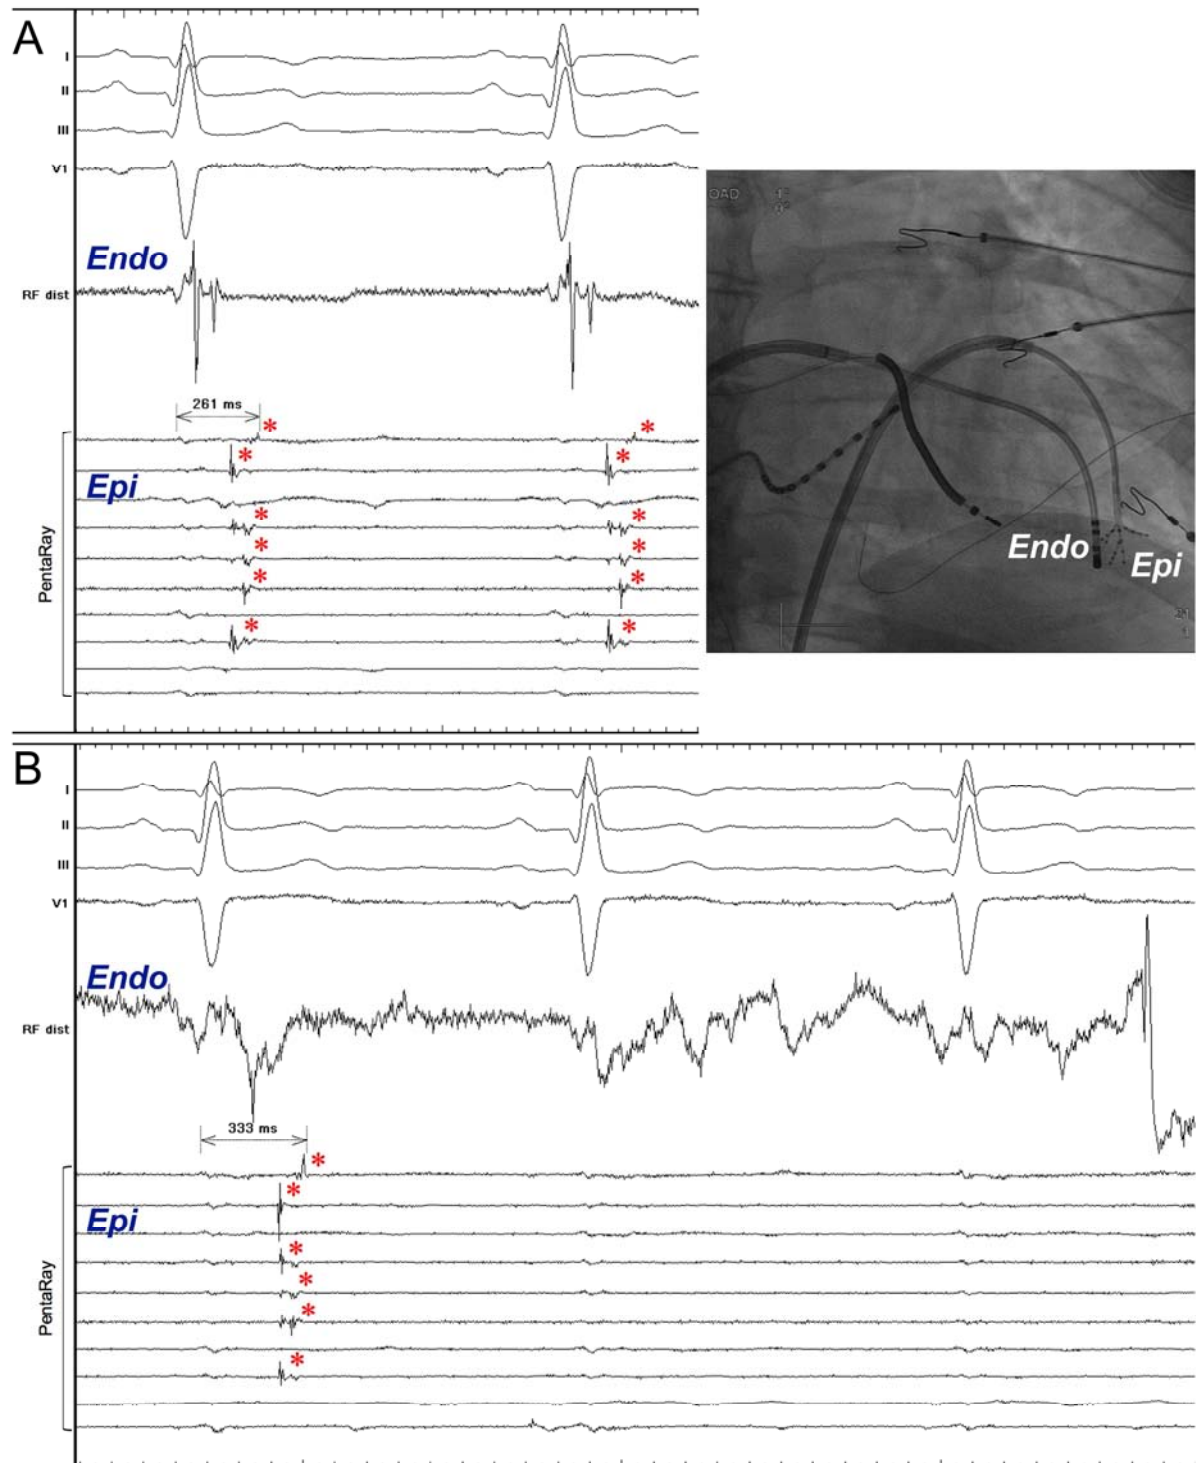 A
I
II
III
V1
Endo
RF dist
261 ms
*
*
*
*
Epi
*
*
*
*
*
*
*
*
PentaRay
Endo
Epi
B
I
II
III
V1
Endo
RF dist
333 ms
*
*
Epi
*
*
*
*
PentaRay